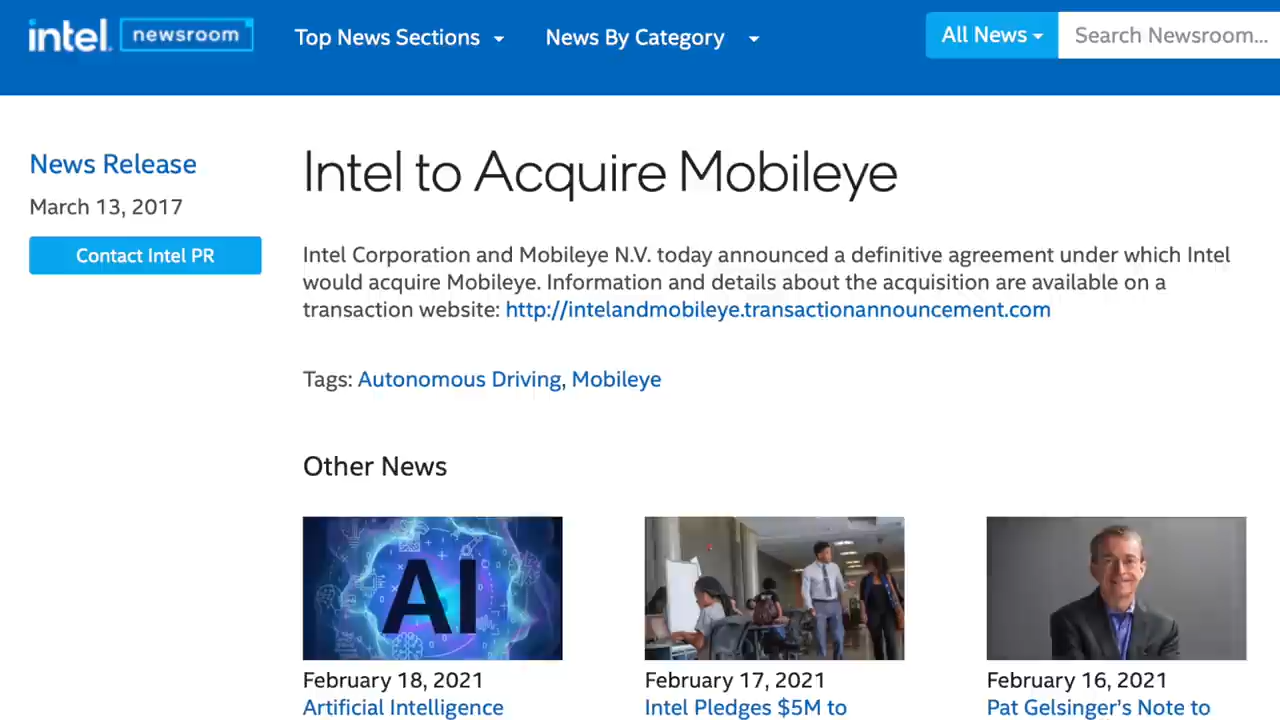 intel. newsroom Top News Sections News By Category All News Search Newsroom...
News Release
March 13, 2017
Contact Intel PR
Intel to Acquire Mobileye
Intel Corporation and Mobileye N.V. today announced a definitive agreement under which Intel
would acquire Mobileye. Information and details about the acquisition are available on a
transaction website: http://intelandmobileye.transactionannouncement.com
Tags: Autonomous Driving, Mobileye
Other News
AI
February 18, 2021
Artificial Intelligence
February 17, 2021
Intel Pledges $5M to
February 16, 2021
Pat Gelsinger's Note to